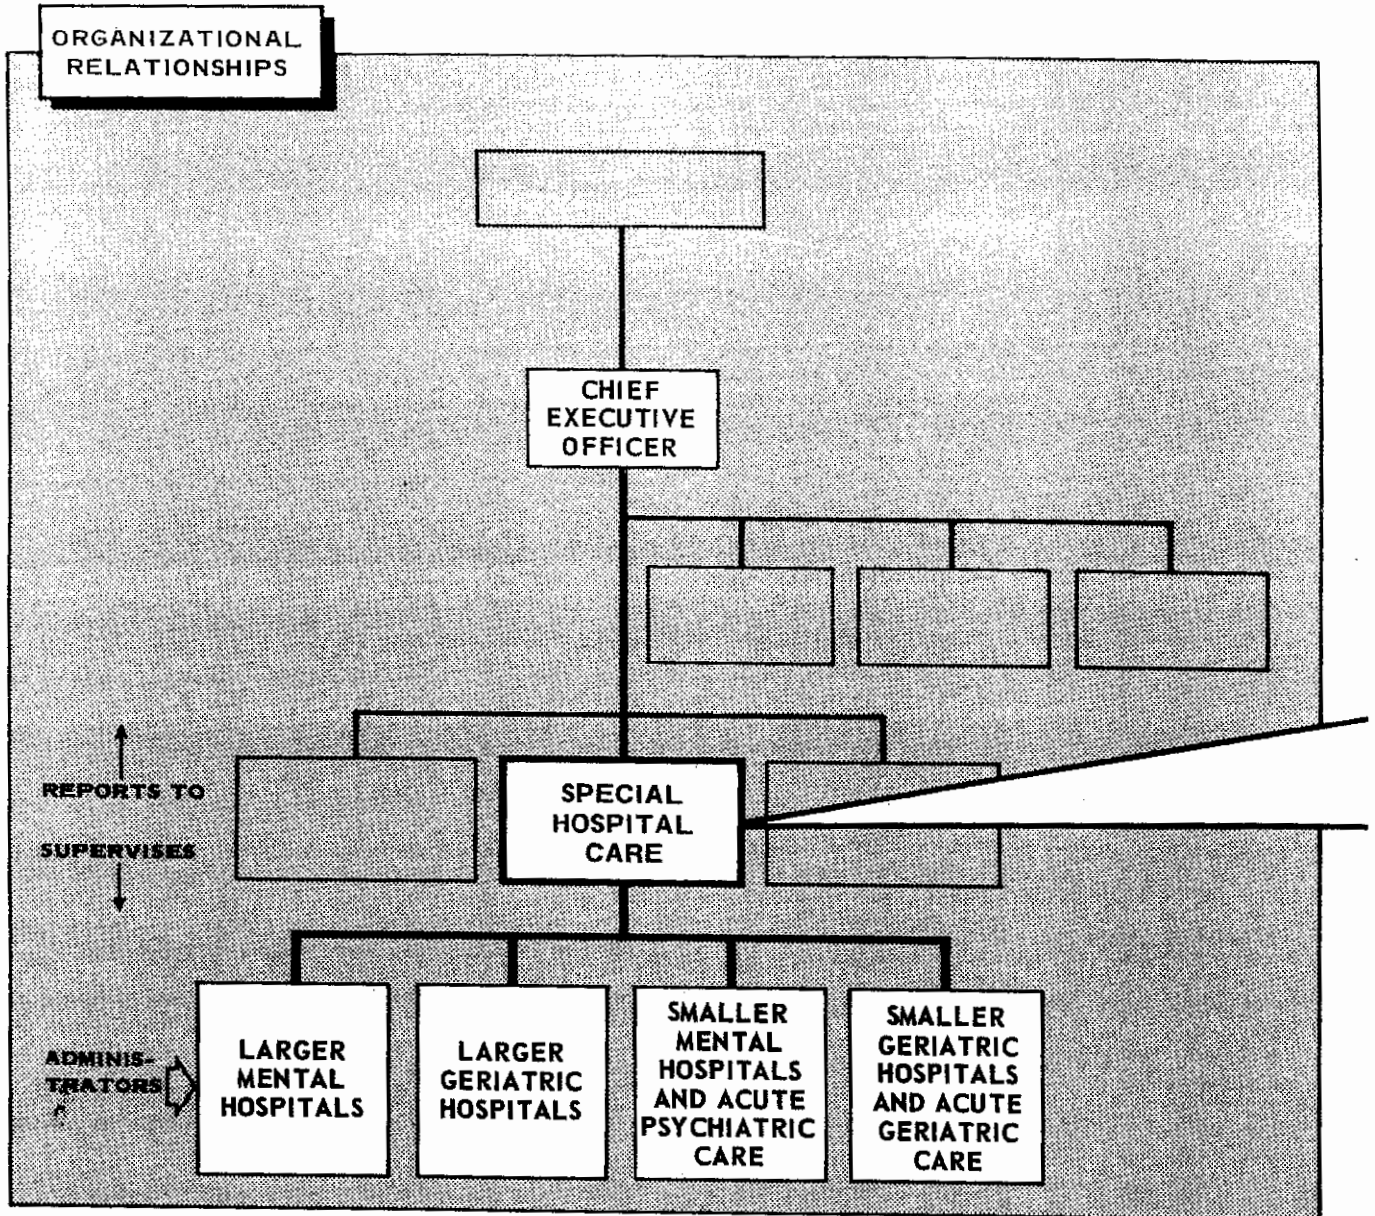 ORGANIZATIONAL
RELATIONSHIPS
CHIEF
EXECUTIVE
OFFICER
REPORTS TO
SUPERVISES
SPECIAL
HOSPITAL
CARE
ADMINIS-
TRATORS
LARGER
MENTAL
HOSPITALS
LARGER
GERIATRIC
HOSPITALS
SMALLER
MENTAL
HOSPITALS
AND ACUTE
PSYCHIATRIC
CARE
SMALLER
GERIATRIC
HOSPITALS
AND ACUTE
GERIATRIC
CARE